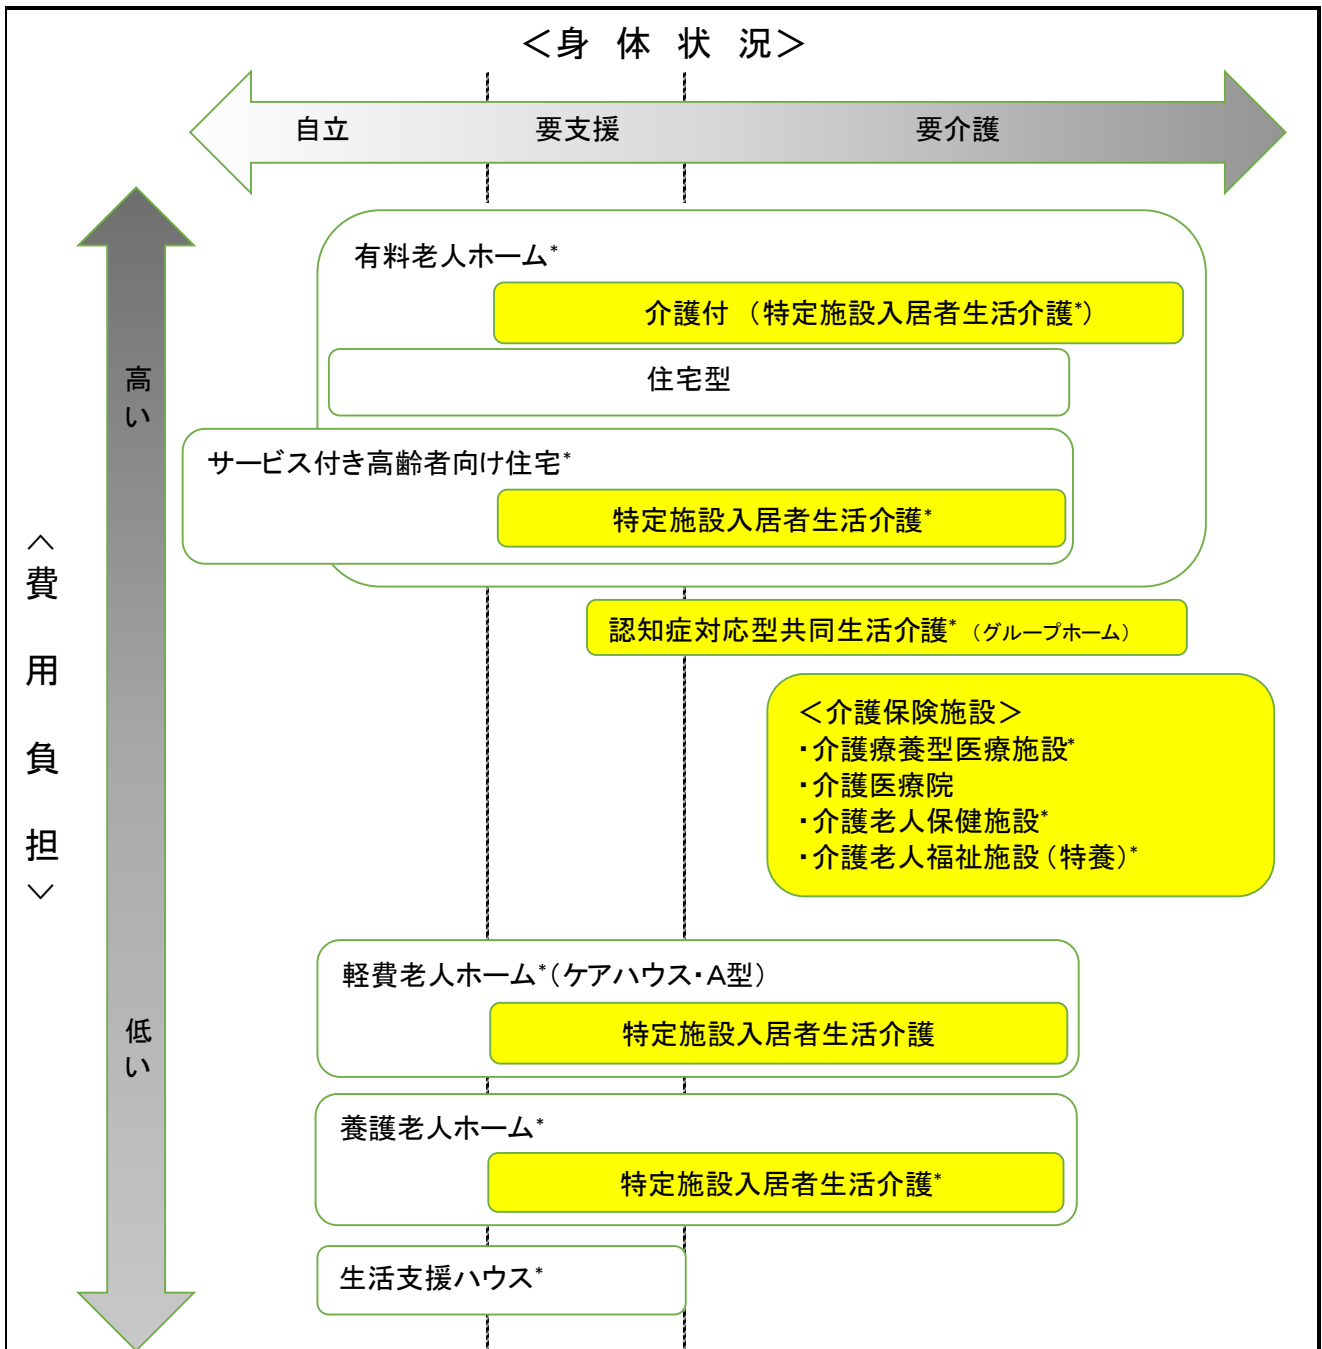 ＜身 体 状 況＞
自立 要支援 要介護
有料老人ホーム*
介護付 （特定施設入居者生活介護*）
住宅型
高い
サービス付き高齢者向け住宅*
特定施設入居者生活介護*
＜費 用 負 担＞
認知症対応型共同生活介護* （グループホーム）
＜介護保険施設＞
・介護療養型医療施設*
・介護医療院
・介護老人保健施設*
・介護老人福祉施設（特養）*
軽費老人ホーム*（ケアハウス・A型）
特定施設入居者生活介護
低い
養護老人ホーム*
特定施設入居者生活介護*
生活支援ハウス*